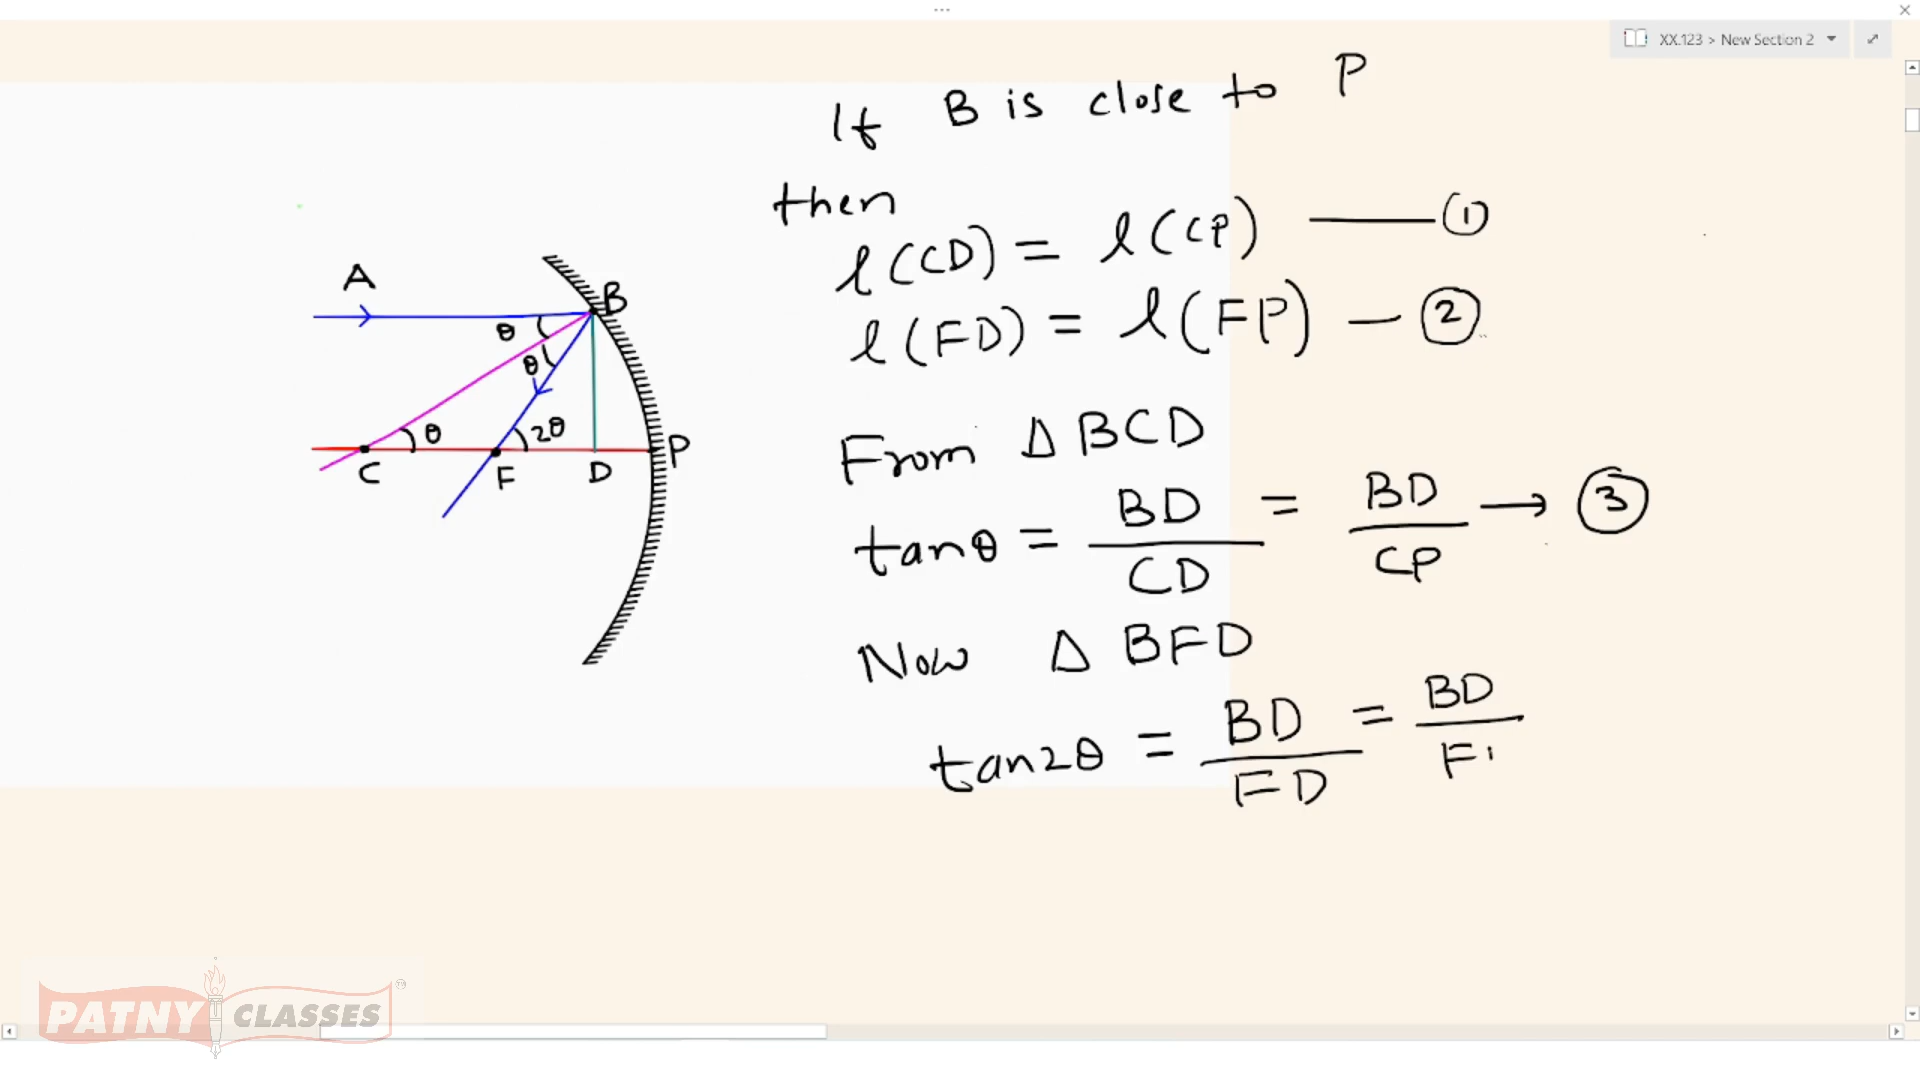 XX.123 > New Section 2
If B is close to P
then
l(CD) = l(CP) —— ①
l(FD) = l(FP) — ②
From Δ BCD
tanθ = BD/CD = BD/CP → ③
Now Δ BFD
tan2θ = BD/FD = BD/F
A
B
θ
θ
θ
2θ
C
F
D
P
PATNY CLASSES